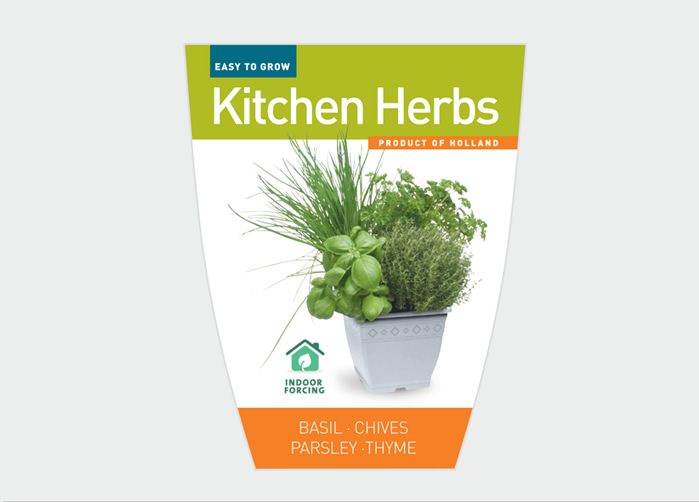 EASY TO GROW
Kitchen Herbs
PRODUCT OF HOLLAND
INDOOR
FORCING
BASIL · CHIVES
PARSLEY ·THYME